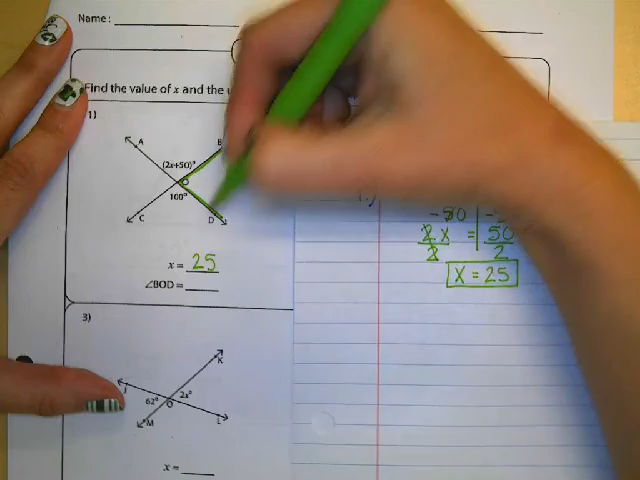 Name:
Find the value of x and the
1)
A
B
(2x+50)°
O
100°
C
D
x = 25
∠BOD =
-50
2x = 50
2 2
x = 25
3)
K
J
62°
2x°
O
M
L
x =